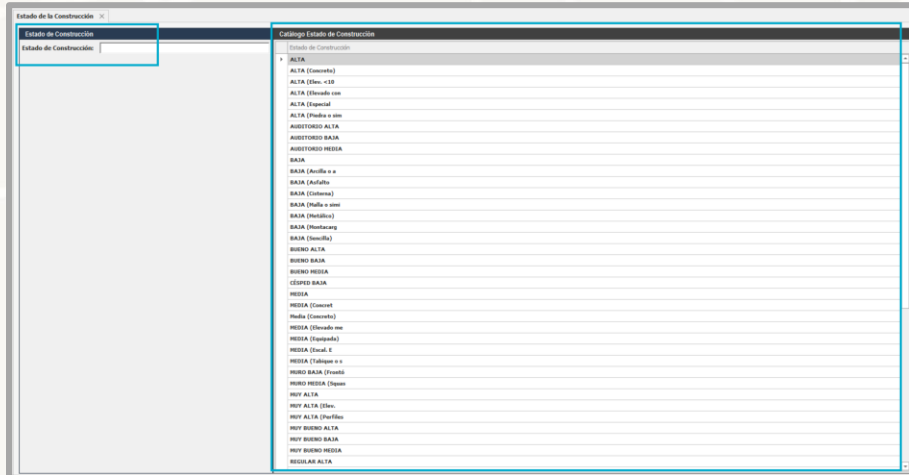 Estado de la Construcción ×
Estado de Construcción
Estado de Construcción:
Catálogo Estado de Construcción
Estado de Construcción
ALTA
ALTA (Concreto)
ALTA (Elev. <10
ALTA (Elevado con
ALTA (Especial
ALTA (Piedra o sim
AUDITORIO ALTA
AUDITORIO BAJA
AUDITORIO MEDIA
BAJA
BAJA (Arcilla o a
BAJA (Asfalto
BAJA (Cisterna)
BAJA (Malla o simi
BAJA (Metálico)
BAJA (Montacarg
BAJA (Sencilla)
BUENO ALTA
BUENO BAJA
BUENO MEDIA
CÉSPED BAJA
MEDIA
MEDIA (Concret
Media (Concreto)
MEDIA (Elevado me
MEDIA (Equipada)
MEDIA (Escal. E
MEDIA (Tabique o s
MURO BAJA (Frontó
MURO MEDIA (Squas
MUY ALTA
MUY ALTA (Elev.
MUY ALTA (Perfiles
MUY BUENO ALTA
MUY BUENO BAJA
MUY BUENO MEDIA
REGULAR ALTA